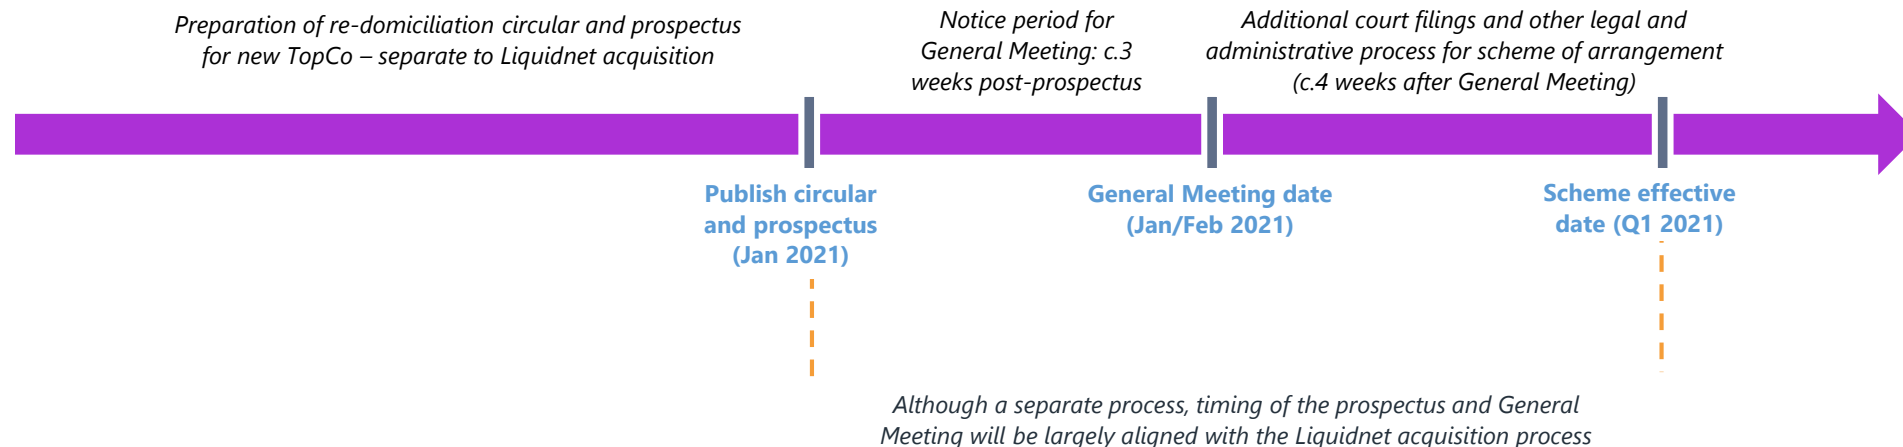 Preparation of re-domiciliation circular and prospectus
for new TopCo – separate to Liquidnet acquisition
Notice period for
General Meeting: c.3
weeks post-prospectus
Additional court filings and other legal and
administrative process for scheme of arrangement
(c.4 weeks after General Meeting)
Publish circular
and prospectus
(Jan 2021)
General Meeting date
(Jan/Feb 2021)
Scheme effective
date (Q1 2021)
Although a separate process, timing of the prospectus and General
Meeting will be largely aligned with the Liquidnet acquisition process